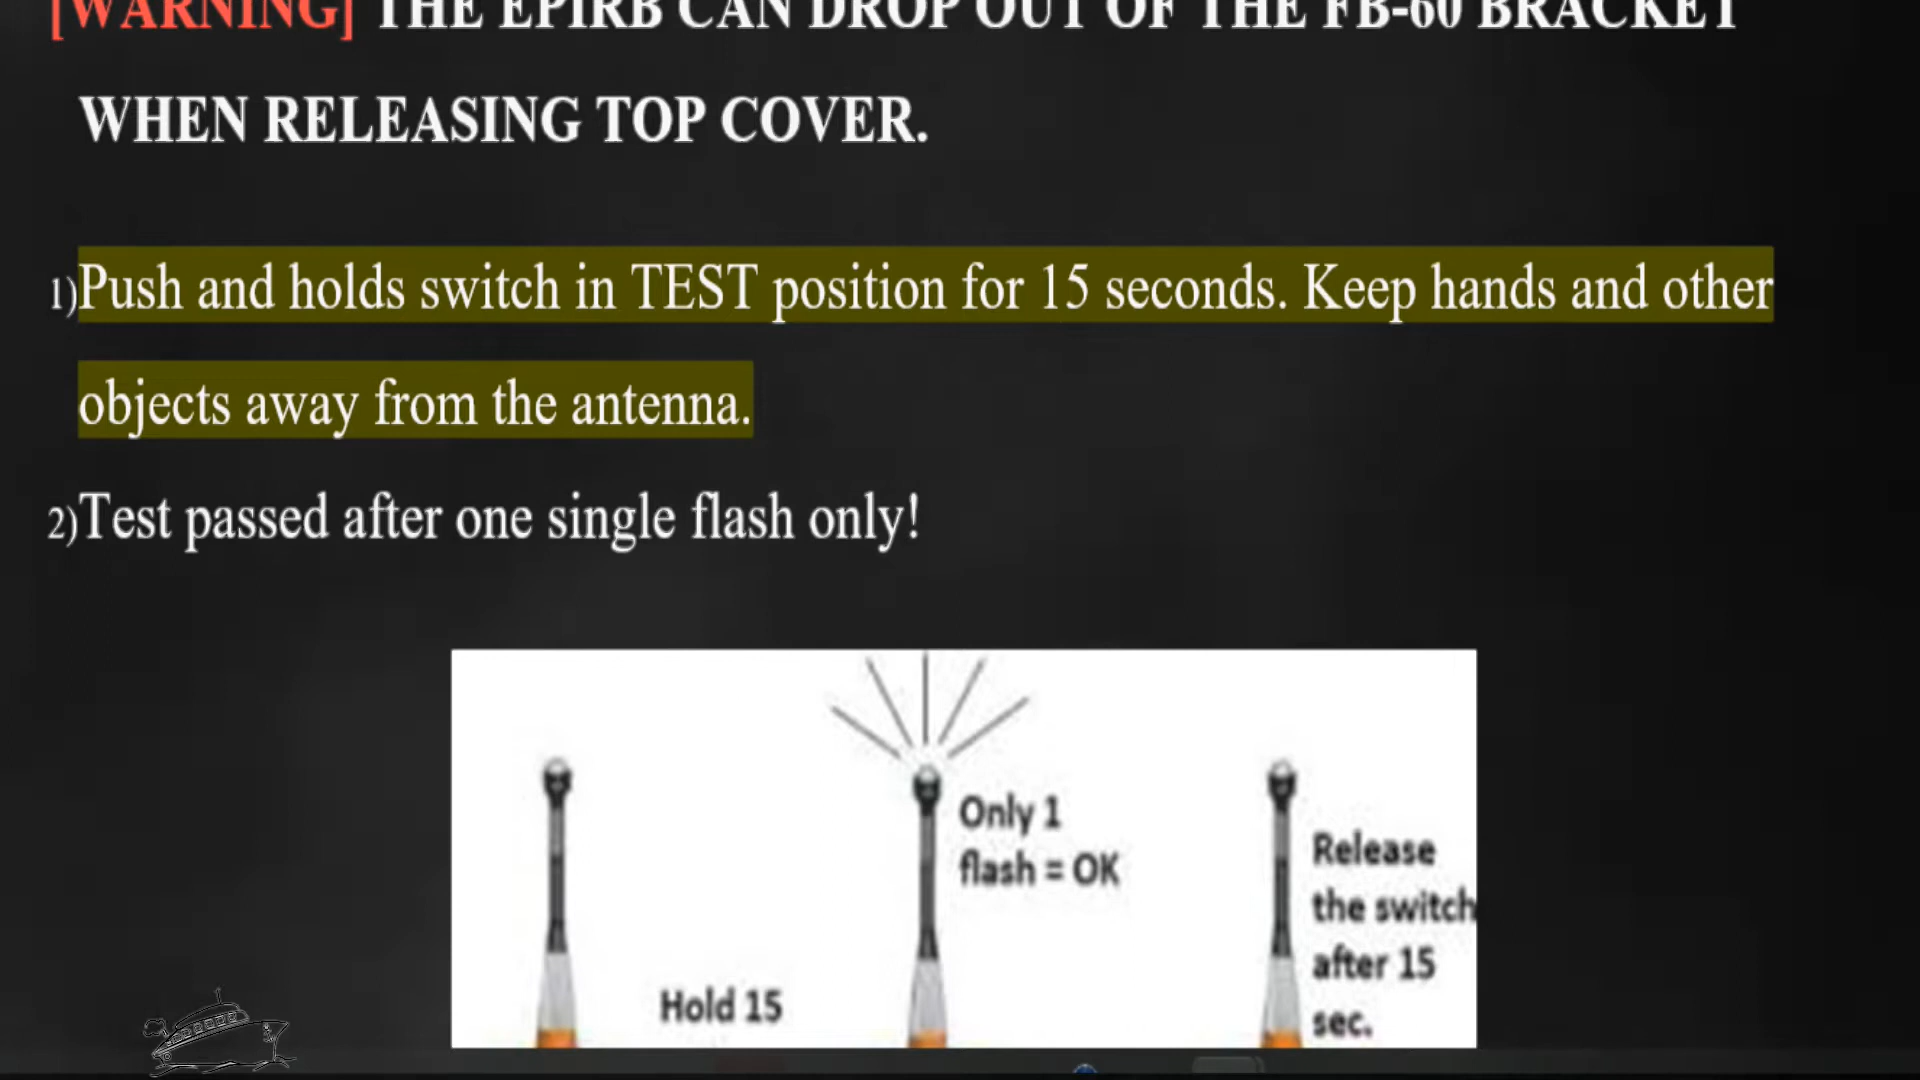 [WARNING] THE EPIRB CAN DROP OUT OF THE FB-60 BRACKET
WHEN RELEASING TOP COVER.
1)Push and holds switch in TEST position for 15 seconds. Keep hands and other
objects away from the antenna.
2)Test passed after one single flash only!
Only 1
flash = OK
Hold 15
Release
the switch
after 15
sec.